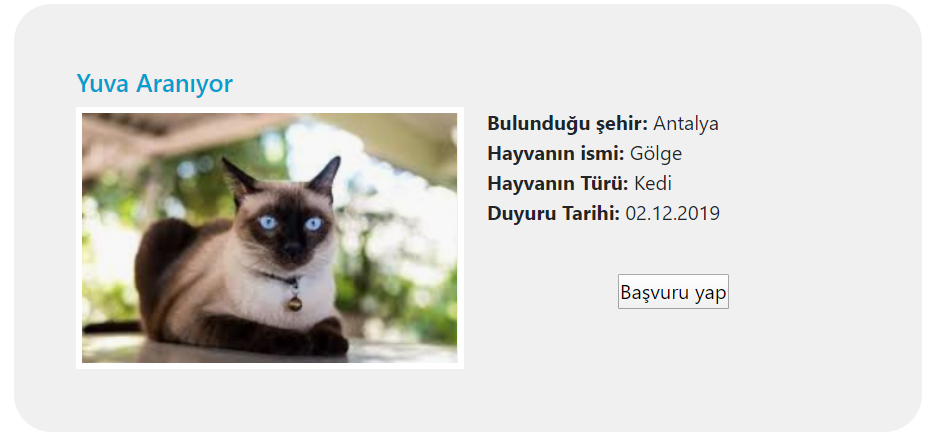 Yuva Aranıyor
Bulunduğu şehir: Antalya
Hayvanın ismi: Gölge
Hayvanın Türü: Kedi
Duyuru Tarihi: 02.12.2019
Başvuru yap